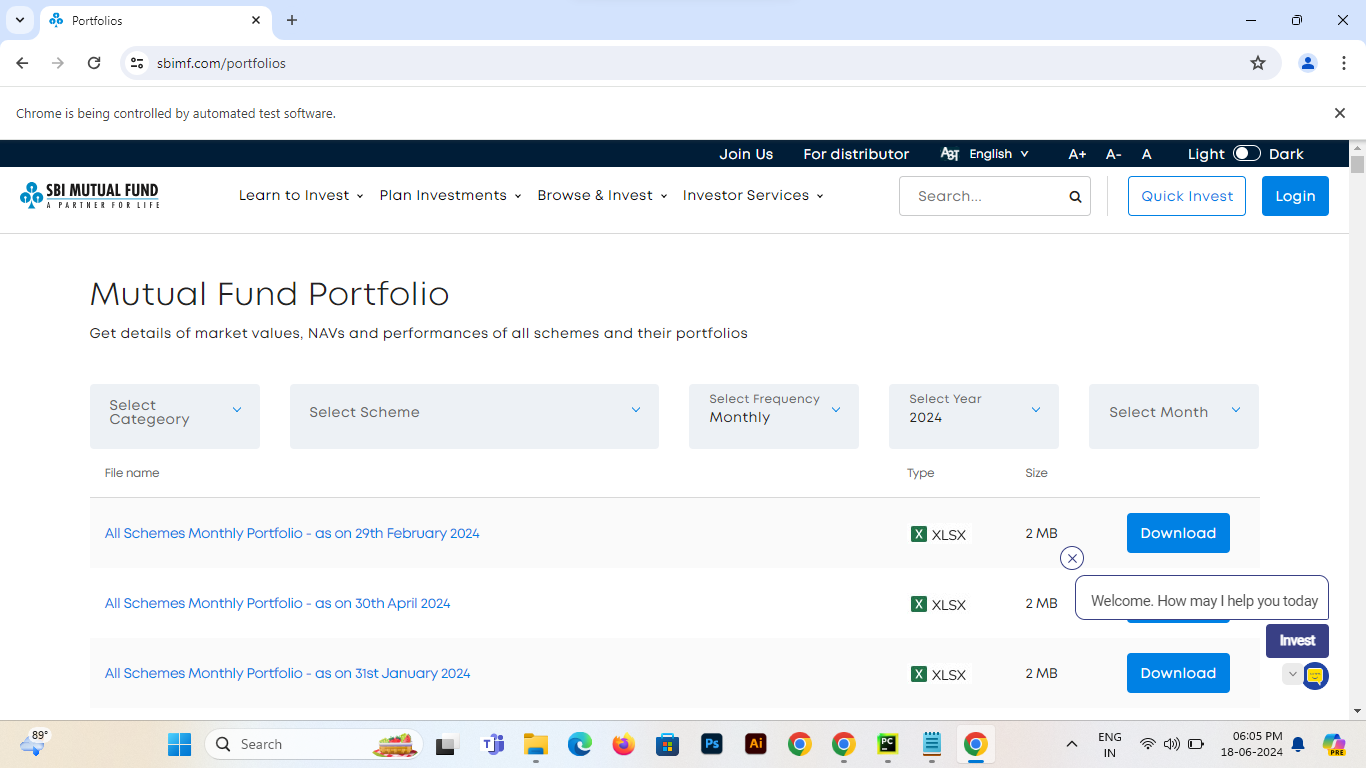 Portfolios
sbimf.com/portfolios
Chrome is being controlled by automated test software.
Join Us For distributor English A+ A- A Light Dark
SBI MUTUAL FUND
A PARTNER FOR LIFE
Learn to Invest Plan Investments Browse & Invest Investor Services Search... Quick Invest Login
Mutual Fund Portfolio
Get details of market values, NAVs and performances of all schemes and their portfolios
Select Categeory
Select Scheme
Select Frequency
Monthly
Select Year
2024
Select Month
File name Type Size
All Schemes Monthly Portfolio - as on 29th February 2024 XLSX 2 MB Download
All Schemes Monthly Portfolio - as on 30th April 2024 XLSX 2 MB
Welcome. How may I help you today
Invest
All Schemes Monthly Portfolio - as on 31st January 2024 XLSX 2 MB Download
89°
Search
Ps
Ai
PC
ENG
IN
06:05 PM
18-06-2024
PRE